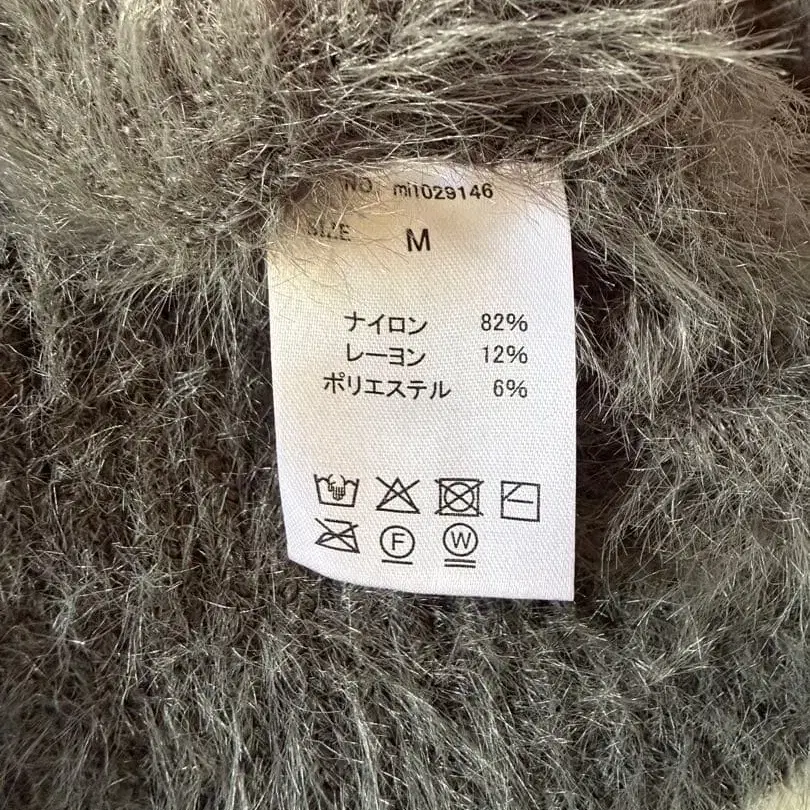 NO. mi1029146
SIZE M
ナイロン 82%
レーヨン 12%
ポリエステル 6%
F W